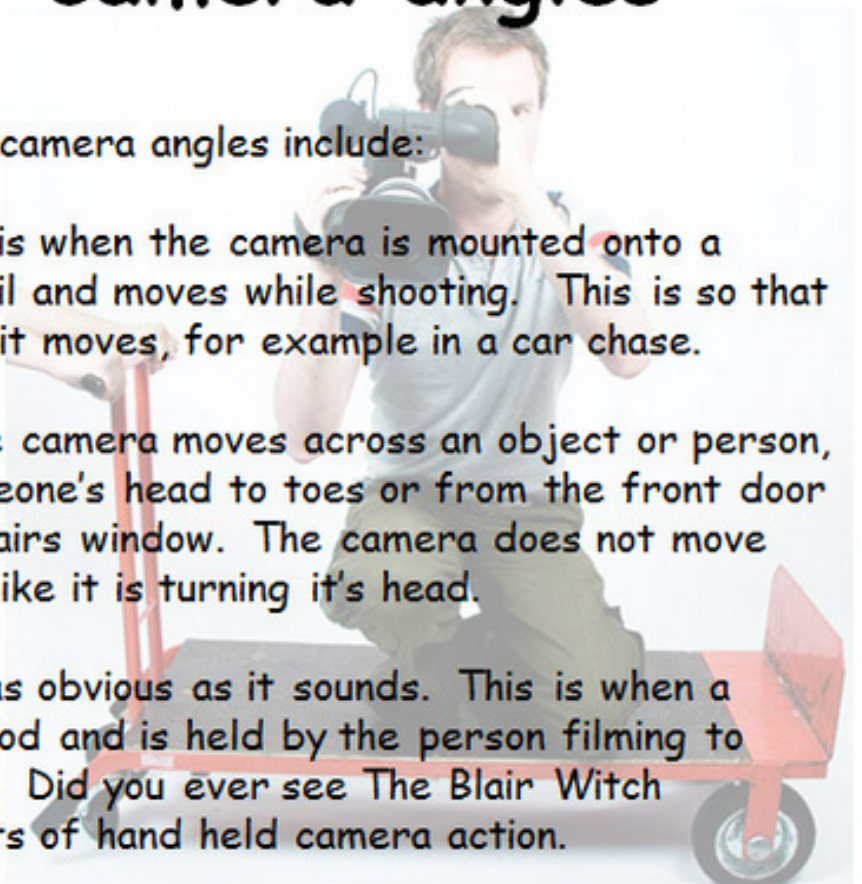 camera angles
camera angles include:
is when the camera is mounted onto a
il and moves while shooting. This is so that
it moves, for example in a car chase.
camera moves across an object or person,
eone's head to toes or from the front door
airs window. The camera does not move
ike it is turning it's head.
as obvious as it sounds. This is when a
od and is held by the person filming to
Did you ever see The Blair Witch
ts of hand held camera action.